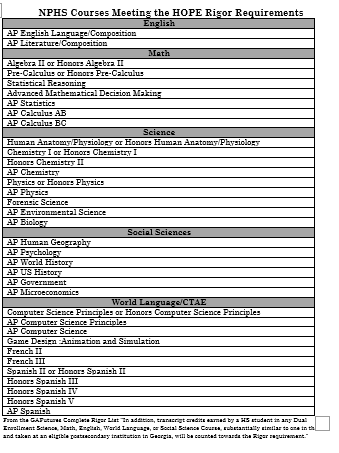 NPHS Courses Meeting the HOPE Rigor Requirements
English
AP English Language/Composition
AP Literature/Composition
Math
Algebra II or Honors Algebra II
Pre-Calculus or Honors Pre-Calculus
Statistical Reasoning
Advanced Mathematical Decision Making
AP Statistics
AP Calculus AB
AP Calculus BC
Science
Human Anatomy/Physiology or Honors Human Anatomy/Physiology
Chemistry I or Honors Chemistry I
Honors Chemistry II
AP Chemistry
Physics or Honors Physics
AP Physics
Forensic Science
AP Environmental Science
AP Biology
Social Sciences
AP Human Geography
AP Psychology
AP World History
AP US History
AP Government
AP Microeconomics
World Language/CTAE
Computer Science Principles or Honors Computer Science Principles
AP Computer Science Principles
AP Computer Science
Game Design :Animation and Simulation
French II
French III
Spanish II or Honors Spanish II
Honors Spanish III
Honors Spanish IV
Honors Spanish V
AP Spanish
From the GAFutures Complete Rigor List "In addition, transcript credits earned by a HS student in any Dual
Enrollment Science, Math, English, World Language, or Social Science Course, substantially similar to one in th
and taken at an eligible postsecondary institution in Georgia, will be counted towards the Rigor requirement."